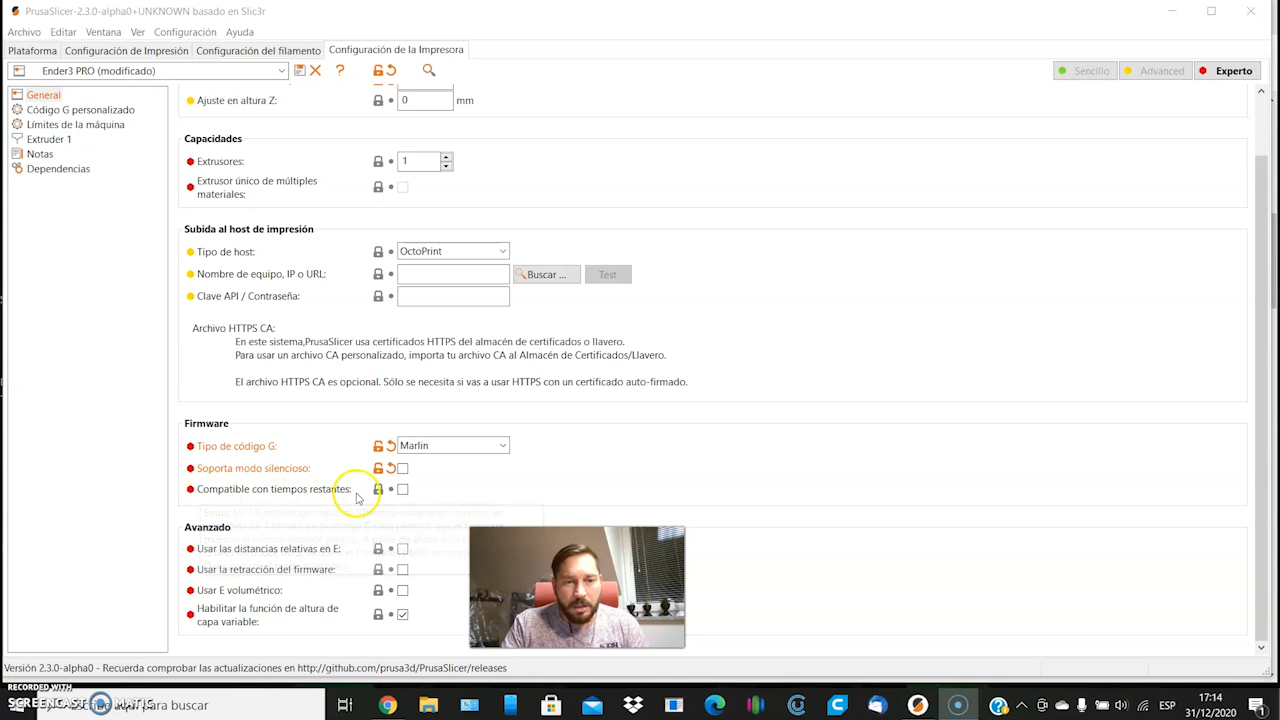 PrusaSlicer-2.3.0-alpha0+UNKNOWN basado en Slic3r
Archivo Editar Ventana Ver Configuración Ayuda
Plataforma Configuración de Impresión Configuración del filamento Configuración de la Impresora
Ender3 PRO (modificado) Sencillo Advanced Experto
General
Código G personalizado
Límites de la máquina
Extruder 1
Notas
Dependencias
Ajuste en altura Z: 0 mm
Capacidades
Extrusores: 1
Extrusor único de múltiples
materiales:
Subida al host de impresión
Tipo de host: OctoPrint
Nombre de equipo, IP o URL: Buscar ... Test
Clave API / Contraseña:
Archivo HTTPS CA:
En este sistema,PrusaSlicer usa certificados HTTPS del almacén de certificados o llavero.
Para usar un archivo CA personalizado, importa tu archivo CA al Almacén de Certificados/Llavero.
El archivo HTTPS CA es opcional. Sólo se necesita si vas a usar HTTPS con un certificado auto-firmado.
Firmware
Tipo de código G: Marlin
Soporta modo silencioso:
Compatible con tiempos restantes:
Avanzado
Usar las distancias relativas en E:
Usar la retracción del firmware:
Usar E volumétrico:
Habilitar la función de altura de
capa variable:
Versión 2.3.0-alpha0 - Recuerda comprobar las actualizaciones en http://github.com/prusa3d/PrusaSlicer/releases
RECORDED WITH
SCREENCAST MATIC
para buscar
ESP
17:14
31/12/2020